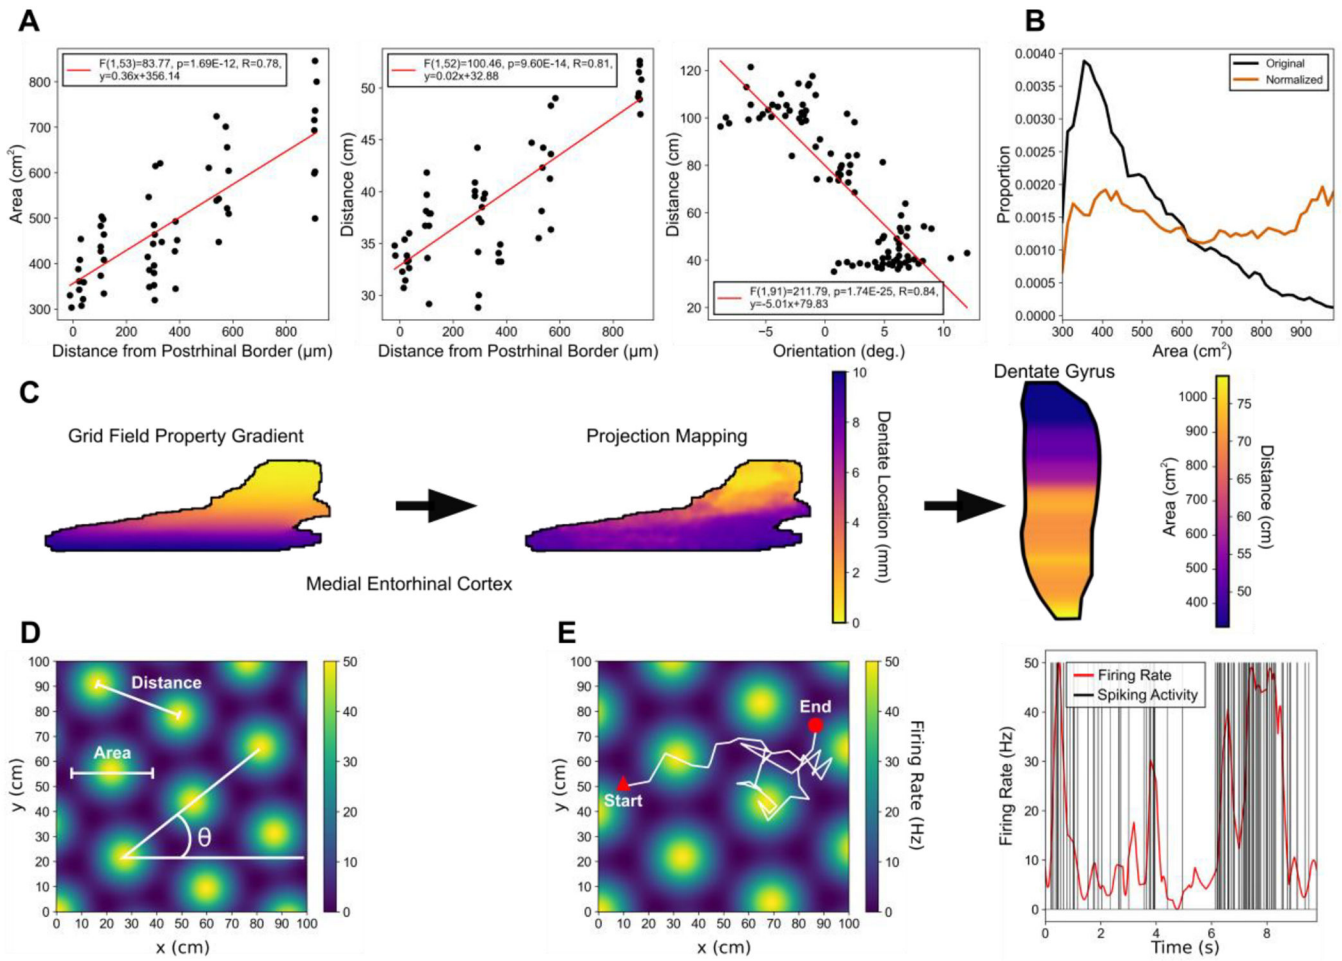 A
B
F(1,53)=83.77, p=1.69E-12, R=0.78,
y=0.36x+356.14
800
700
600
500
400
300
Area (cm²)
0 200 400 600 800
Distance from Postrhinal Border (µm)
F(1,52)=100.46, p=9.60E-14, R=0.81,
y=0.02x+32.88
50
45
40
35
30
Distance (cm)
0 200 400 600 800
Distance from Postrhinal Border (µm)
120
100
80
60
40
20
Distance (cm)
F(1,91)=211.79, p=1.74E-25, R=0.84,
y=-5.01x+79.83
−5 0 5 10
Orientation (deg.)
0.0040
0.0035
0.0030
0.0025
0.0020
0.0015
0.0010
0.0005
0.0000
Proportion
Original
Normalized
300 400 500 600 700 800 900
Area (cm²)
C
Grid Field Property Gradient
Projection Mapping
Medial Entorhinal Cortex
10
8
6
4
2
0
Dentate Location (mm)
Dentate Gyrus
1000
900
800
700
600
500
400
Area (cm²)
75
70
65
60
55
50
Distance (cm)
D
100
90
80
70
60
50
40
30
20
10
0
y (cm)
Distance
Area
θ
0 10 20 30 40 50 60 70 80 90 100
x (cm)
50
40
30
20
10
0
E
100
90
80
70
60
50
40
30
20
10
0
y (cm)
End
Start
0 10 20 30 40 50 60 70 80 90 100
x (cm)
50
40
30
20
10
0
Firing Rate (Hz)
50
40
30
20
10
0
Firing Rate (Hz)
Firing Rate
Spiking Activity
0 2 4 6 8
Time (s)